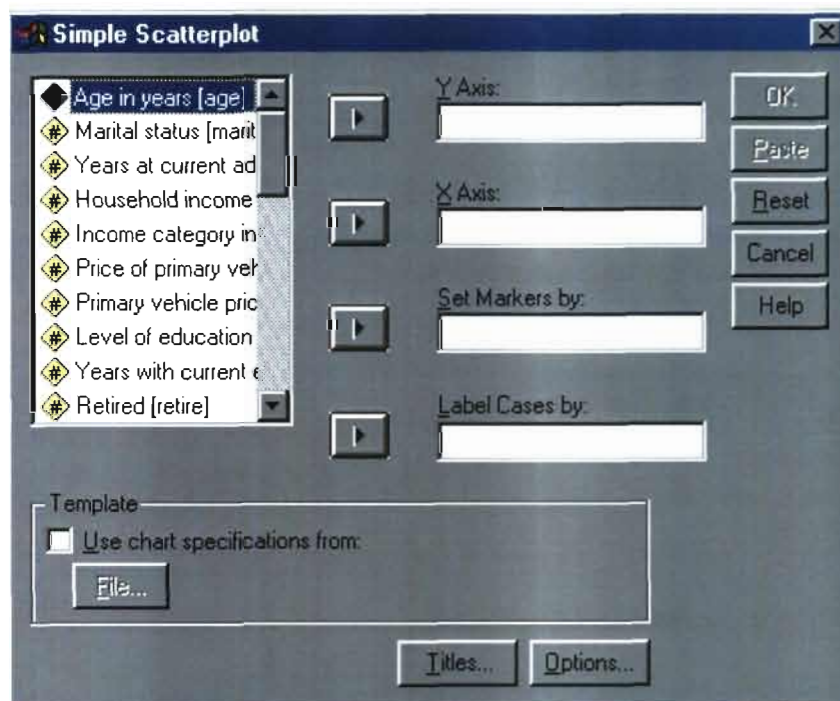 Simple Scatterplot
Age in years [age]
# Marital status [marit
# Years at current ad
# Household income
# Income category in
# Price of primary veh
# Primary vehicle pric
# Level of education
# Years with current e
# Retired [retire]
Y Axis:
X Axis:
Set Markers by:
Label Cases by:
OK
Paste
Reset
Cancel
Help
Template
Use chart specifications from:
File...
Titles...
Options...